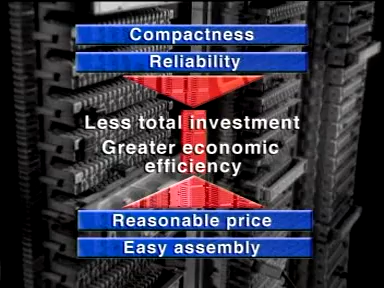 Compactness
Reliability
Less total investment
Greater economic
efficiency
Reasonable price
Easy assembly